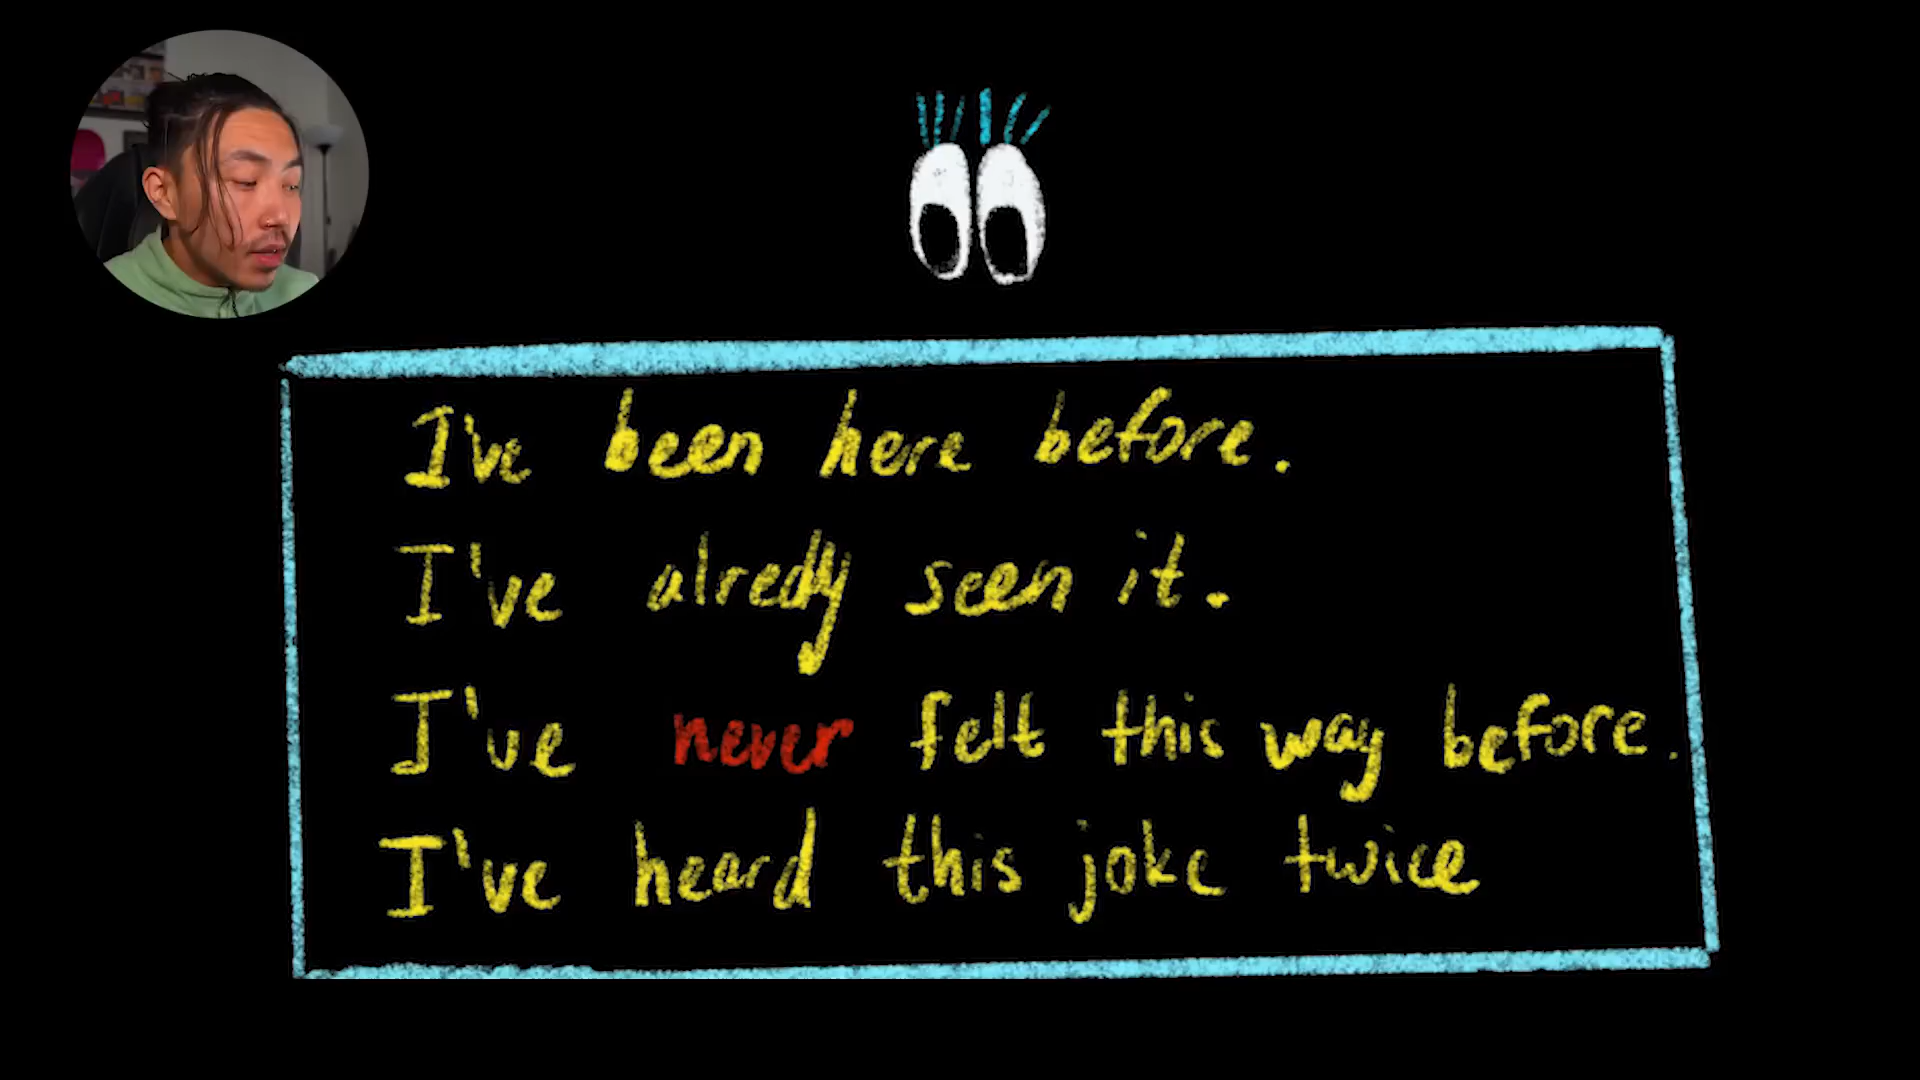 I've been here before.
I've alredy seen it.
I've never felt this way before.
I've heard this joke twice